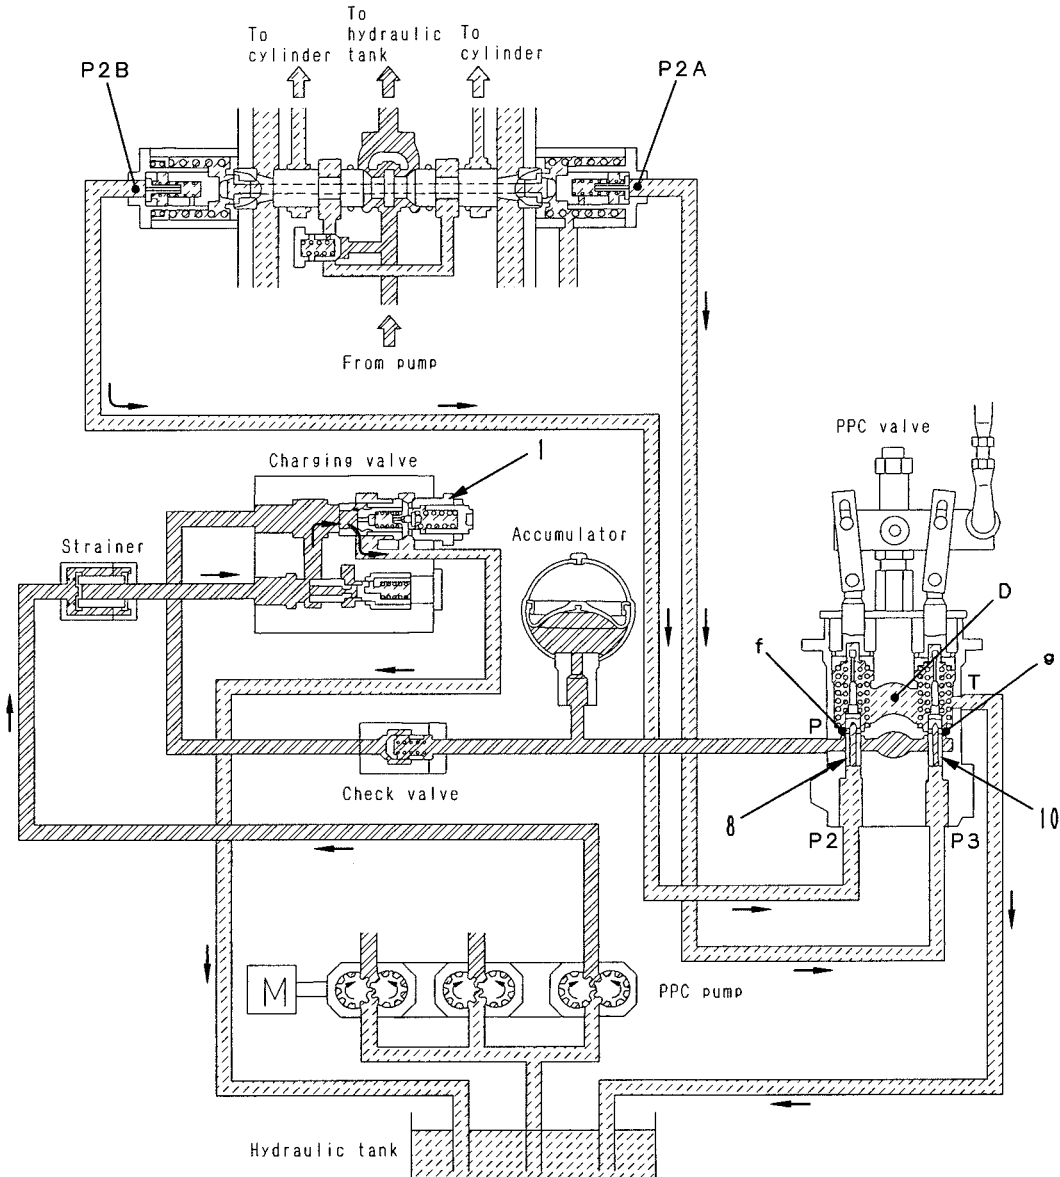 To
hydraulic
tank
To
cylinder
To
cylinder
P2B
P2A
From pump
PPC valve
Charging valve
1
Strainer
Accumulator
D
f
g
T
P
Check valve
8
10
P2
P3
M
PPC pump
Hydraulic tank